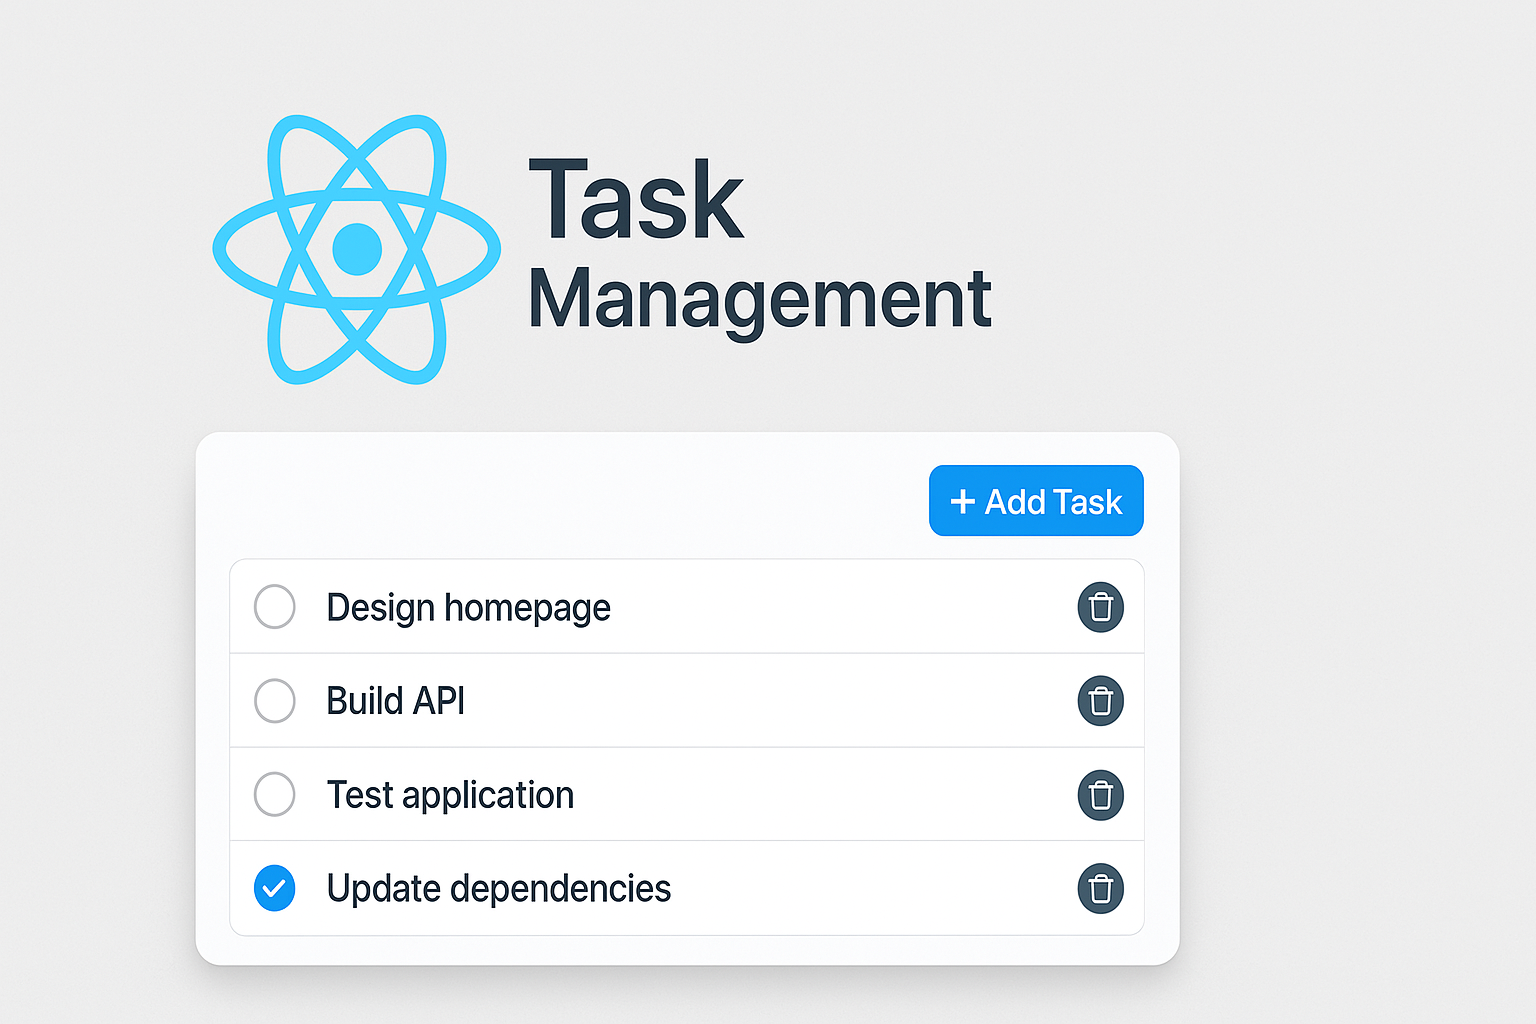 Task
Management
+ Add Task
Design homepage
Build API
Test application
Update dependencies